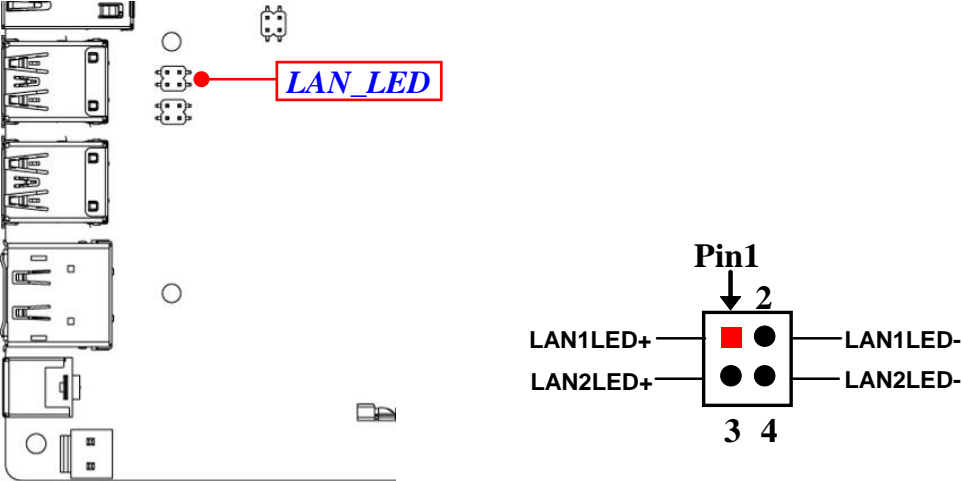 LAN_LED
Pin1
2
LAN1LED+
LAN1LED-
LAN2LED+
LAN2LED-
3 4